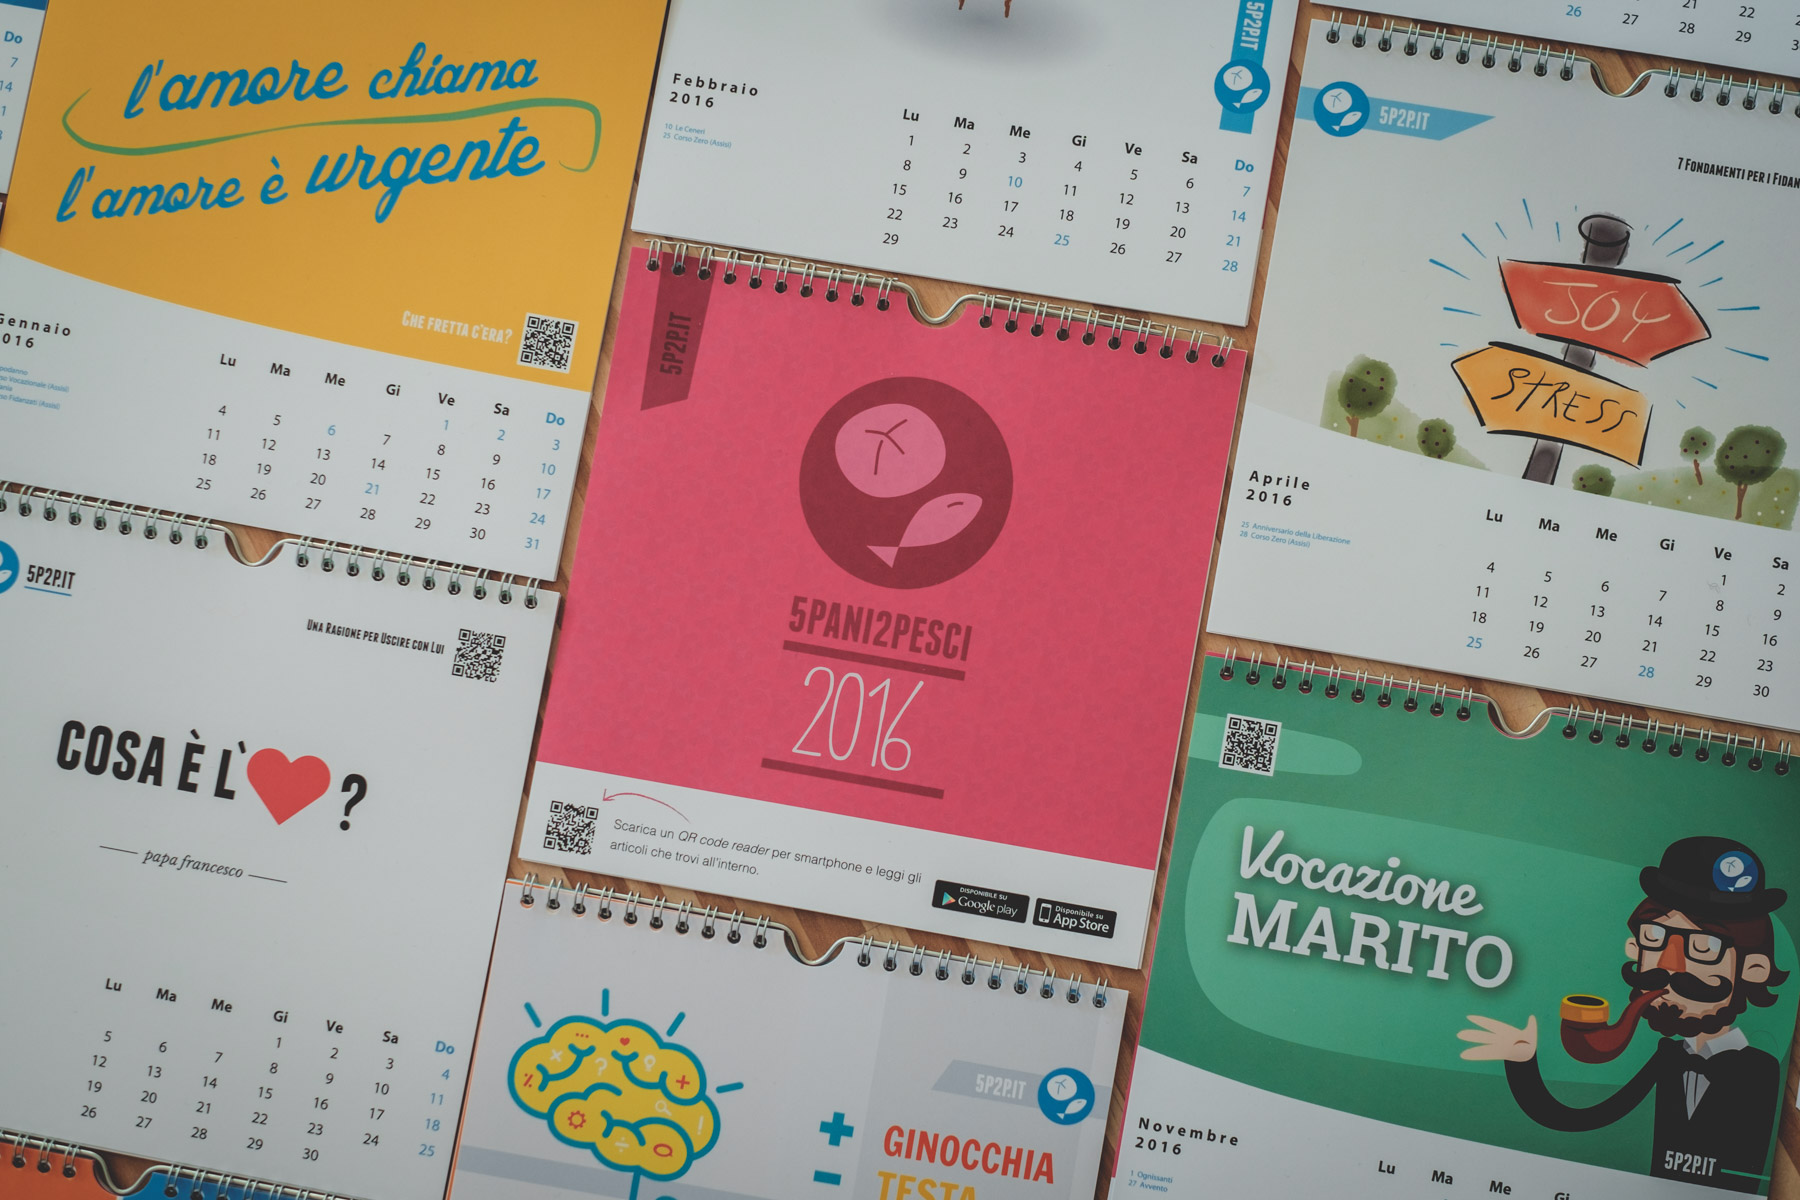 Do
7
14
l'amore chiama
l'amore è urgente
Che fretta c'era?
Gennaio
2016
Lu Ma Me Gi Ve Sa Do
1 2 3
4 5 6 7 8 9 10
11 12 13 14 15 16 17
18 19 20 21 22 23 24
25 26 27 28 29 30 31
5P2P.IT
Febbraio
2016
10 Le Ceneri
25 Corso Zero (Assisi)
Lu Ma Me Gi Ve Sa Do
1 2 3 4 5 6 7
8 9 10 11 12 13 14
15 16 17 18 19 20 21
22 23 24 25 26 27 28
29
26 27 28 29
21 22
5P2P.IT
7 Fondamenti per i Fidan
JOY
STRESS
Aprile
2016
25 Anniversario della Liberazione
28 Corso Zero (Assisi)
Lu Ma Me Gi Ve Sa
1 2
4 5 6 7 8 9
11 12 13 14 15 16
18 19 20 21 22 23
25 26 27 28 29 30
5P2P.IT
5PANI2PESCI
2016
Scarica un QR code reader per smartphone e leggi gli
articoli che trovi all'interno.
DISPONIBILE SU
Google play
Disponibile su
App Store
5P2P.IT
Una Ragione per Uscire con Lui
COSA È L'
?
papa francesco
Lu Ma Me Gi Ve Sa Do
1 2 3 4
5 6 7 8 9 10 11
12 13 14 15 16 17 18
19 20 21 22 23 24 25
26 27 28 29 30
5P2P.IT
+ GINOCCHIA
- TESTA
Vocazione
MARITO
5P2P.IT
Novembre
2016
1 Ognissanti
27 Avvento
Lu Ma Me Gi